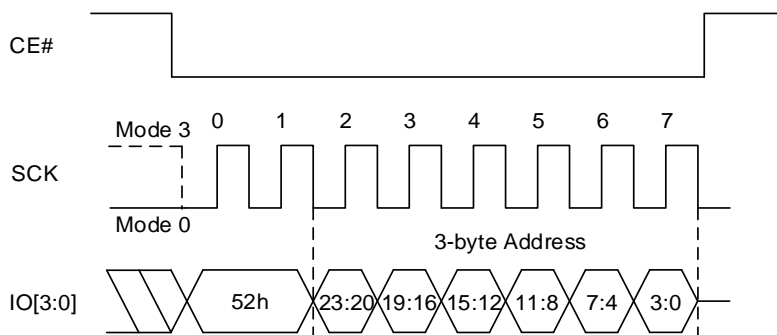 CE#
Mode 3 0 1 2 3 4 5 6 7
SCK
Mode 0
3-byte Address
IO[3:0] 52h 23:20 19:16 15:12 11:8 7:4 3:0